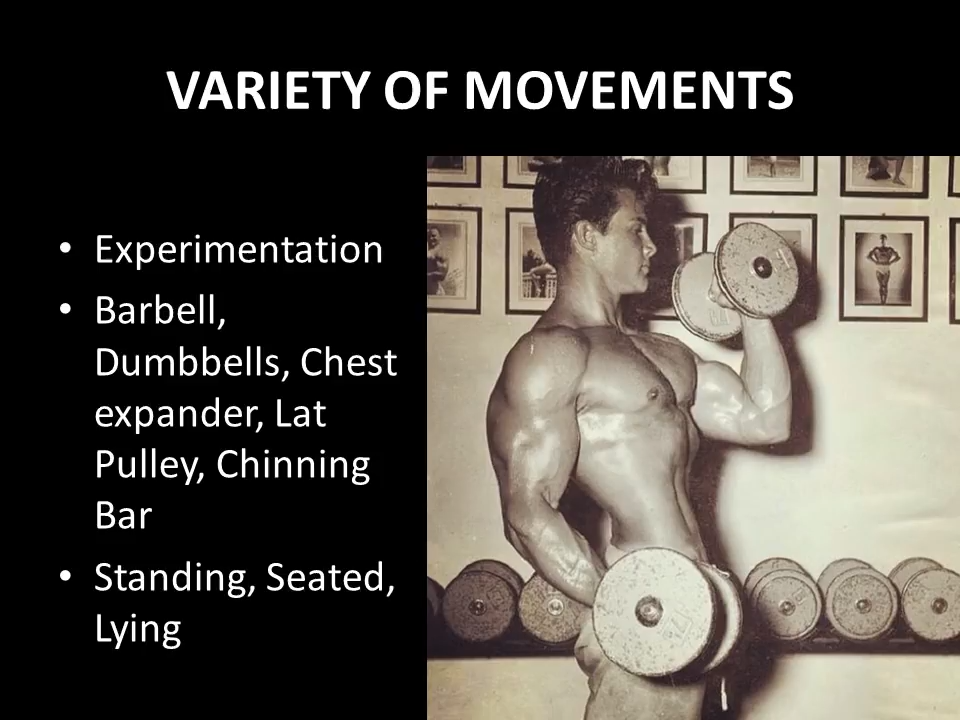 VARIETY OF MOVEMENTS
• Experimentation
• Barbell,
Dumbbells, Chest
expander, Lat
Pulley, Chinning
Bar
• Standing, Seated,
Lying